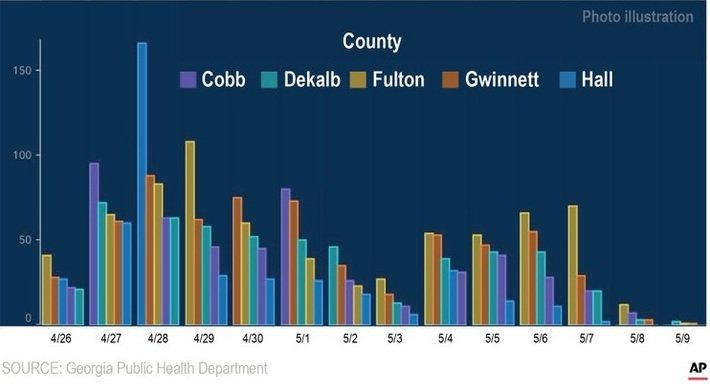 Photo illustration
County
Cobb Dekalb Fulton Gwinnett Hall
150
100
50
0
4/26 4/27 4/28 4/29 4/30 5/1 5/2 5/3 5/4 5/5 5/6 5/7 5/8 5/9
SOURCE: Georgia Public Health Department
AP